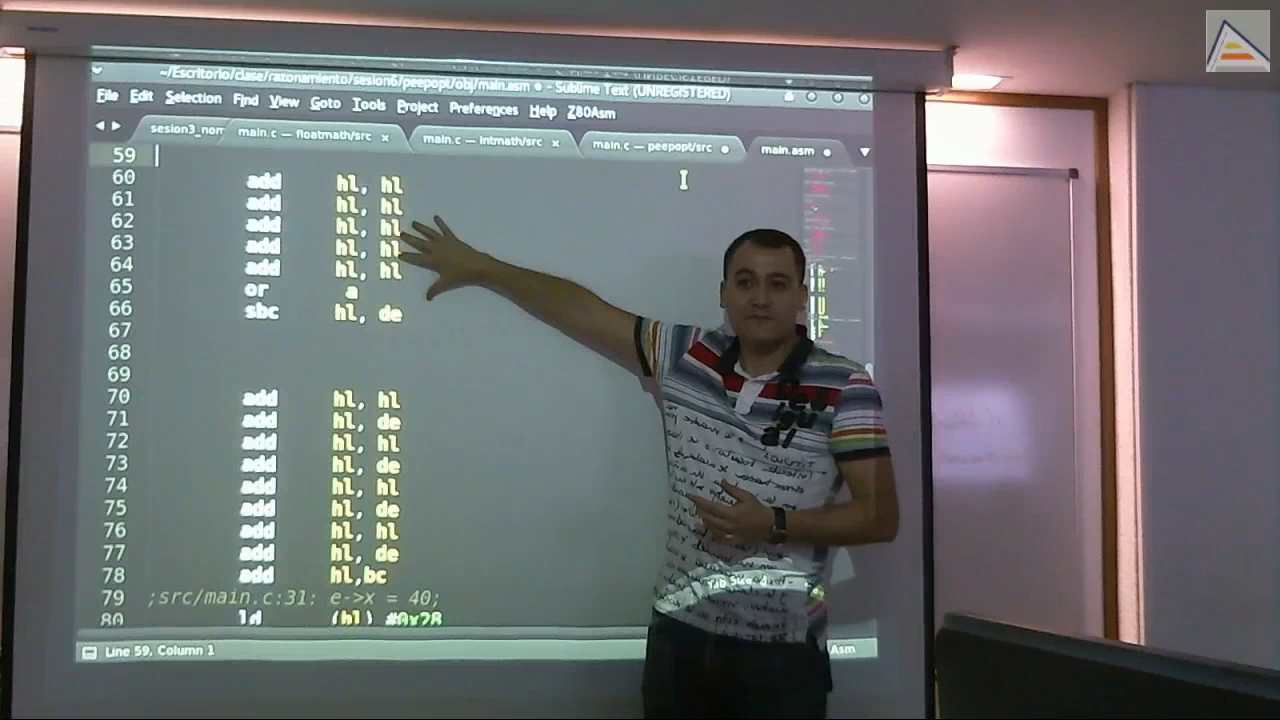 ~/Escritorio/clase/razonamiento/sesion6/peepopt/obj/main.asm ● - Sublime Text (UNREGISTERED)
File Edit Selection Find View Goto Tools Project Preferences Help Z80Asm
sesion3_nom main.c — floatmath/src × main.c — intmath/src × main.c — peepopt/src ● main.asm ●
59
60 add hl, hl
61 add hl, hl
62 add hl, hl
63 add hl, hl
64 add hl, hl
65 or a
66 sbc hl, de
67
68
69
70 add hl, hl
71 add hl, de
72 add hl, hl
73 add hl, de
74 add hl, hl
75 add hl, de
76 add hl, hl
77 add hl, de
78 add hl,bc
79 ;src/main.c:31: e->x = 40;
80 ld (hl) #0x28
Line 59, Column 1
Asm